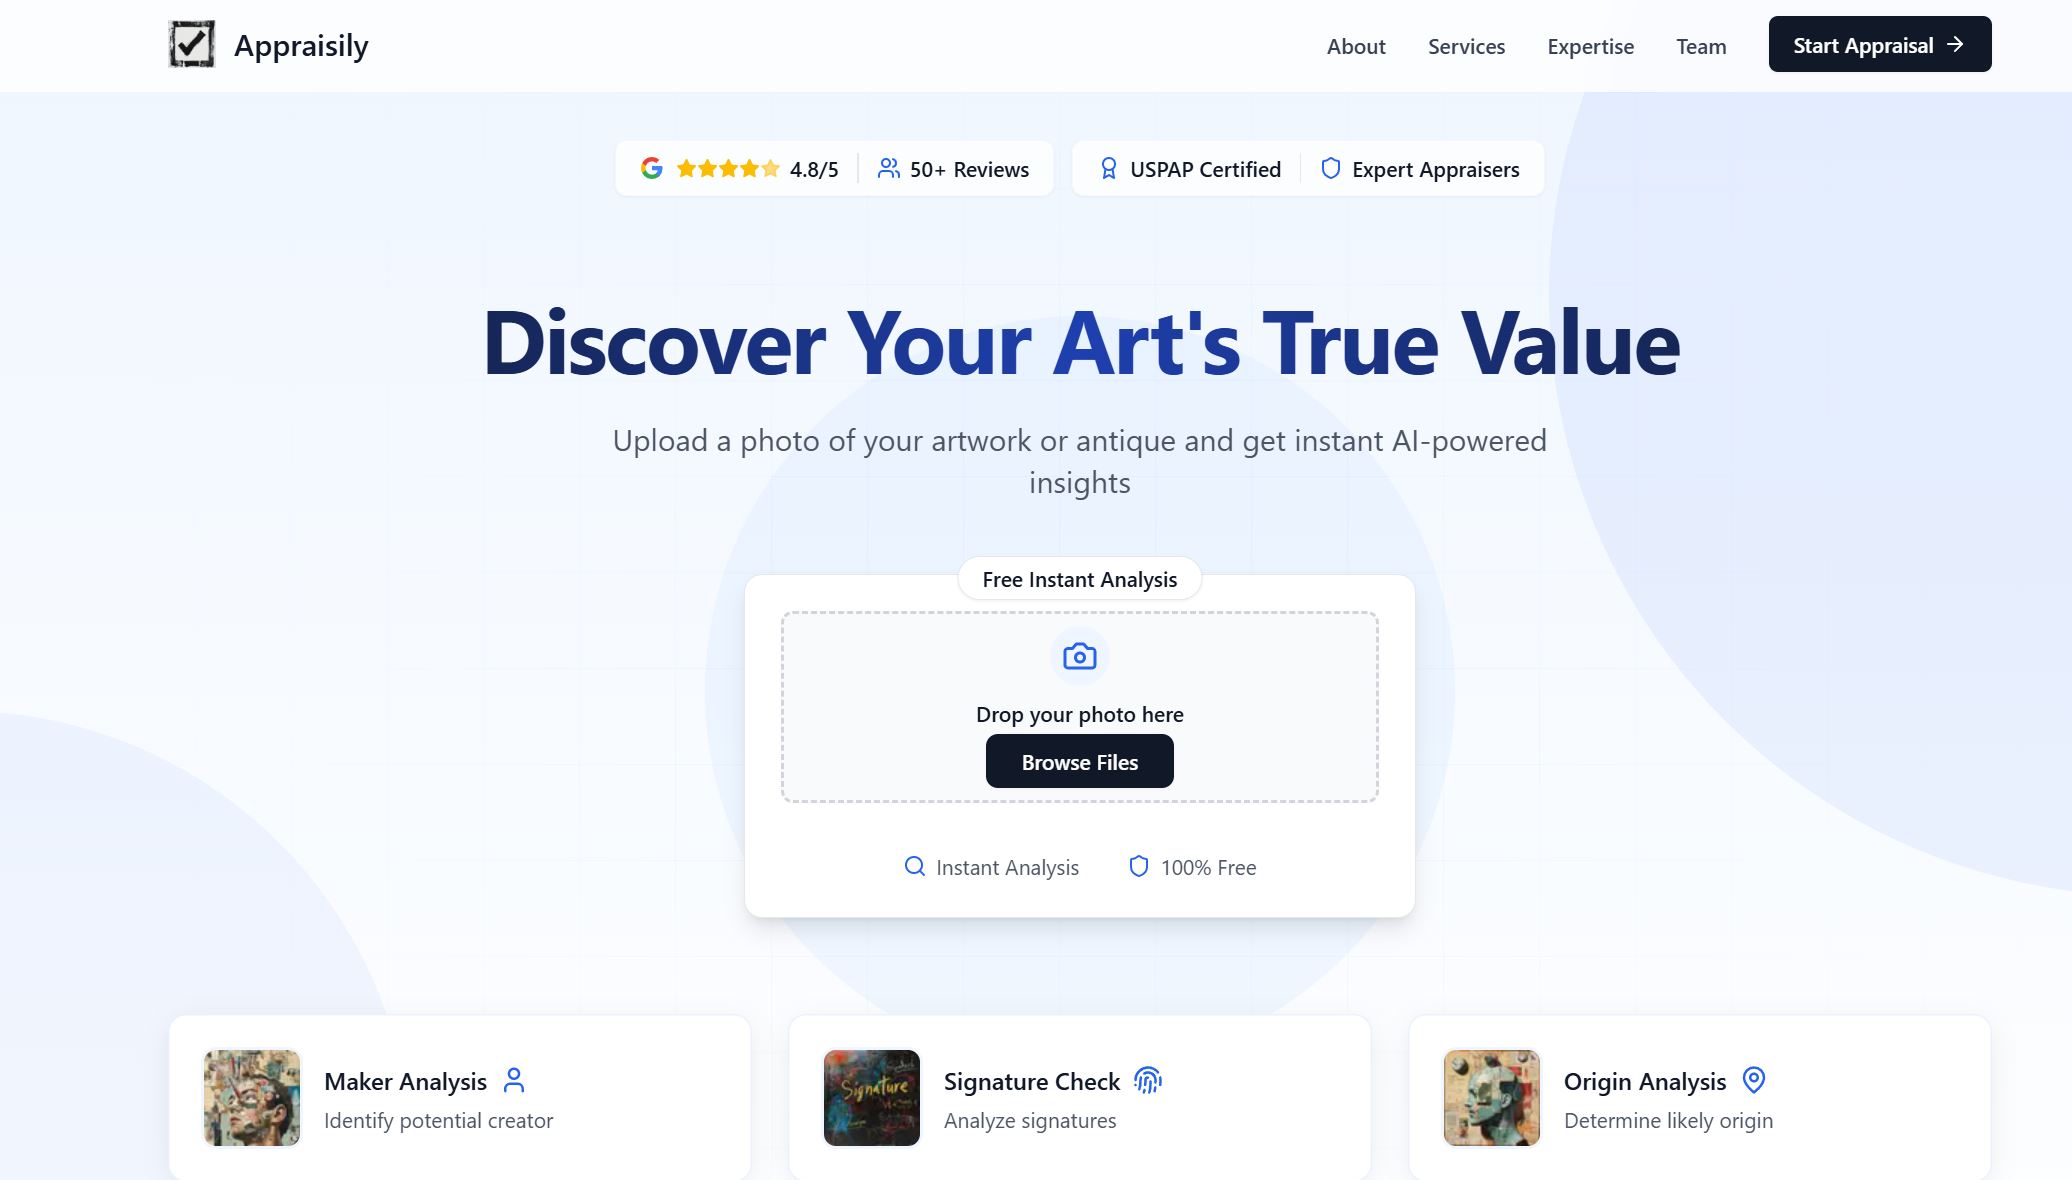 Appraisily
About
Services
Expertise
Team
Start Appraisal
4.8/5
50+ Reviews
USPAP Certified
Expert Appraisers
Discover Your Art's True Value
Upload a photo of your artwork or antique and get instant AI-powered
insights
Free Instant Analysis
Drop your photo here
Browse Files
Instant Analysis
100% Free
Maker Analysis
Identify potential creator
Signature
Signature Check
Analyze signatures
Origin Analysis
Determine likely origin